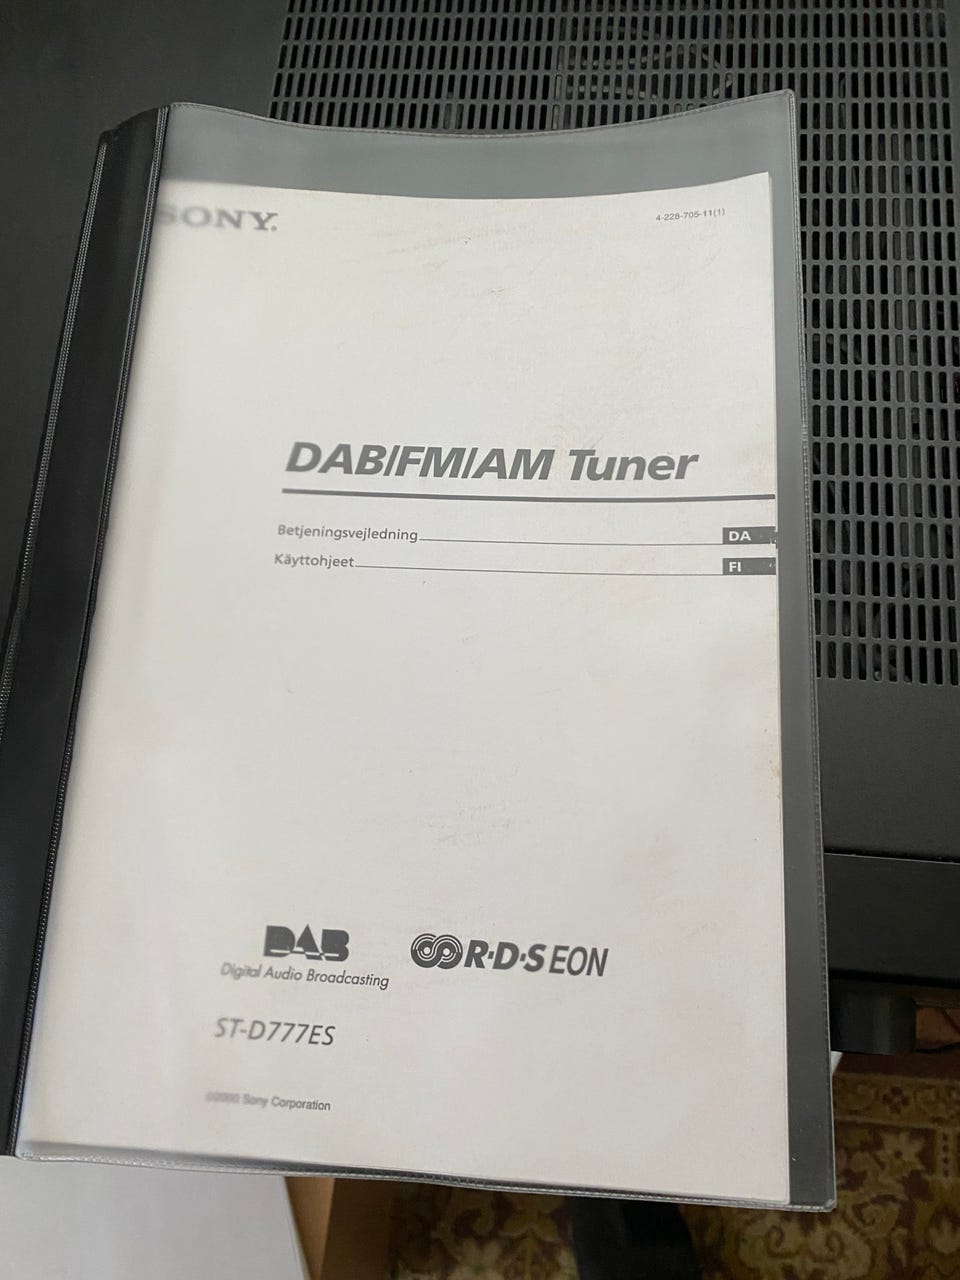 SONY.
4-228-705-11(1)
DAB/FM/AM Tuner
Betjeningsvejledning DA
Käyttohjeet FI
DAB
Digital Audio Broadcasting
R·D·S EON
ST-D777ES
©2000 Sony Corporation